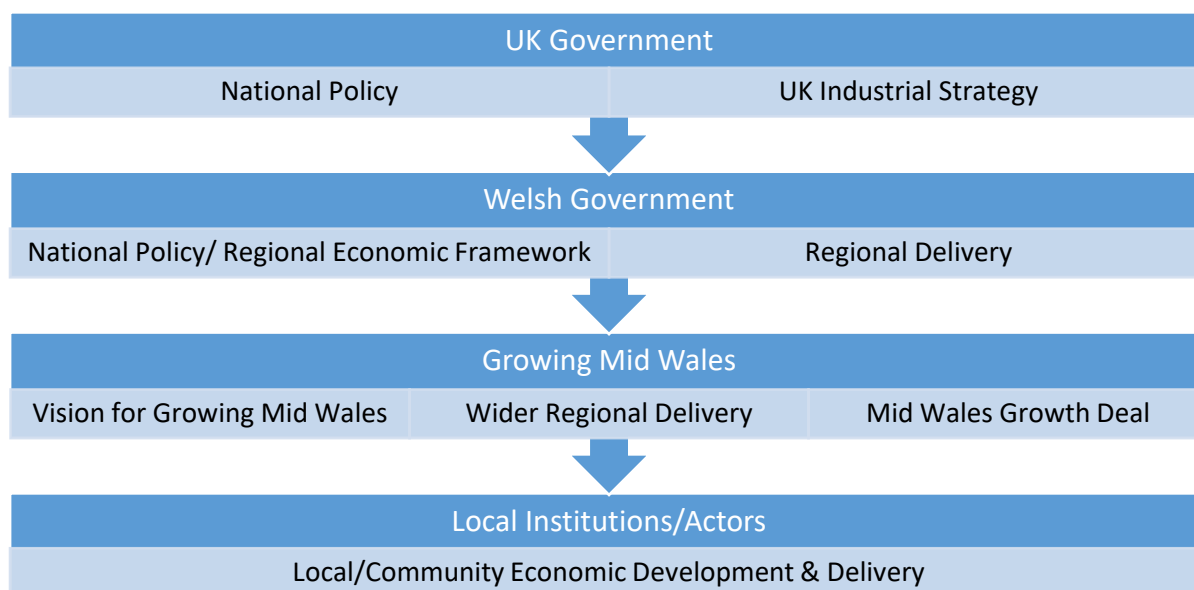 UK Government
National Policy
UK Industrial Strategy
Welsh Government
National Policy/ Regional Economic Framework
Regional Delivery
Growing Mid Wales
Vision for Growing Mid Wales
Wider Regional Delivery
Mid Wales Growth Deal
Local Institutions/Actors
Local/Community Economic Development & Delivery